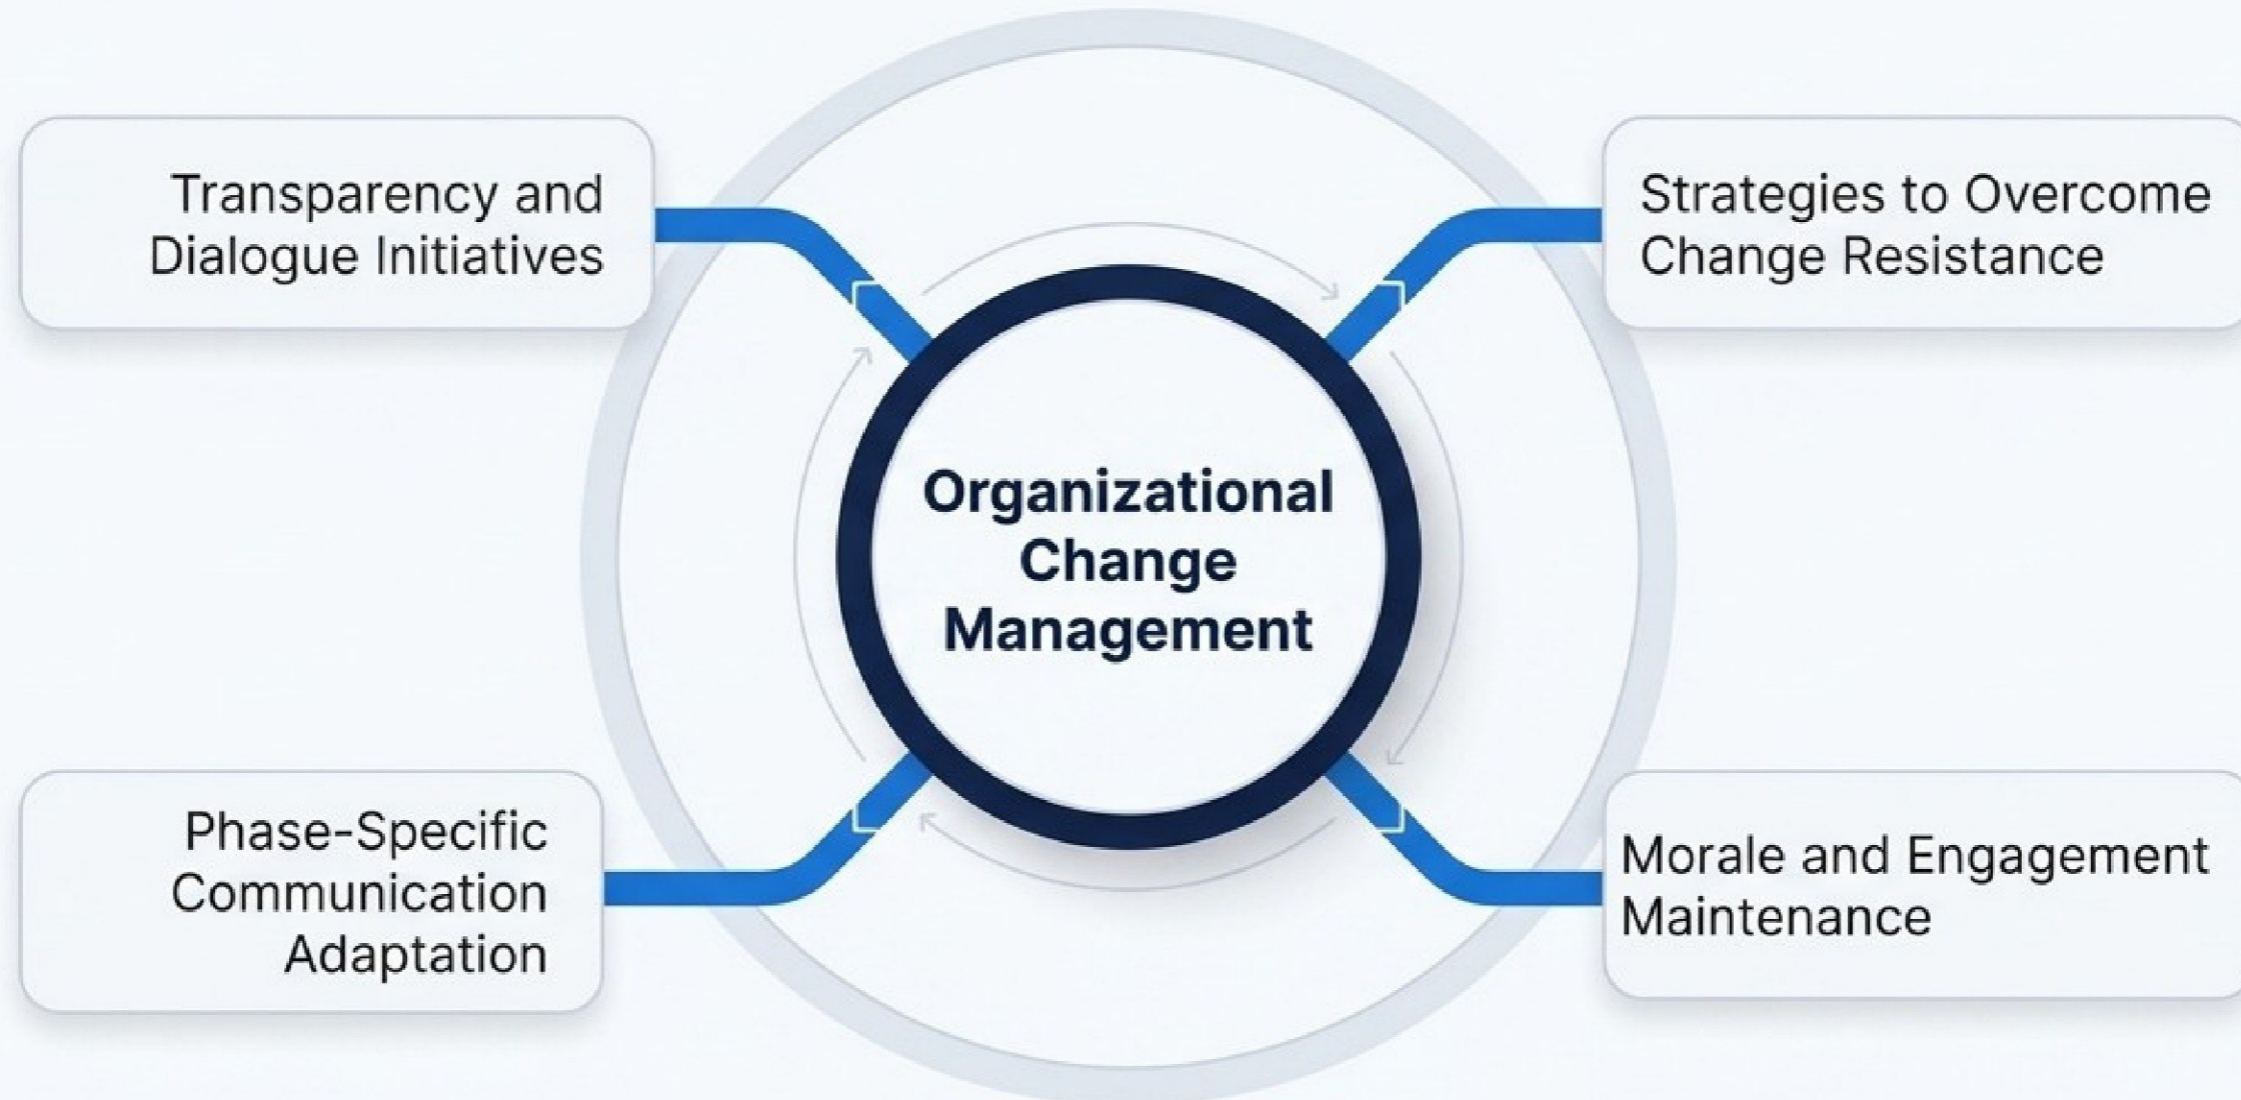 Transparency and
Dialogue Initiatives
Strategies to Overcome
Change Resistance
Organizational
Change
Management
Phase-Specific
Communication
Adaptation
Morale and Engagement
Maintenance